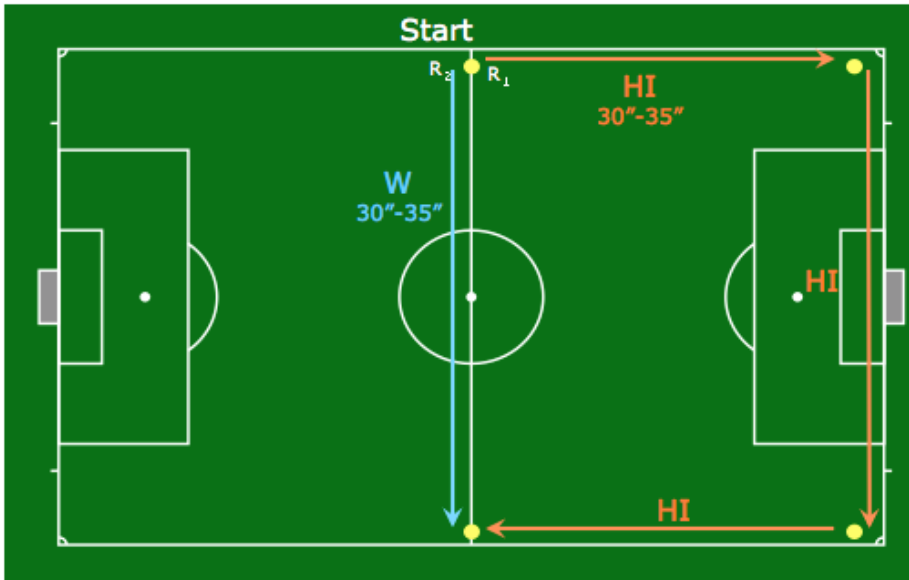 Start
R₂ R₁
HI
30″-35″
W
30″-35″
HI
HI